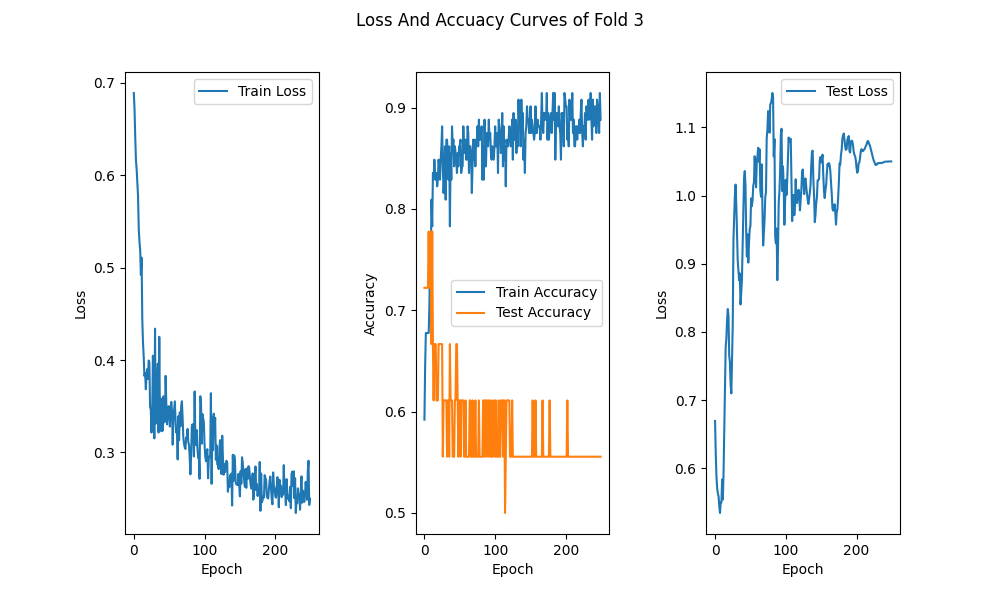 Loss And Accuacy Curves of Fold 3
Train Loss
0.7
0.6
0.5
0.4
0.3
Loss
0
100
200
Epoch
Train Accuracy
Test Accuracy
0.9
0.8
0.7
0.6
0.5
Accuracy
0
100
200
Epoch
Test Loss
1.1
1.0
0.9
0.8
0.7
0.6
Loss
0
100
200
Epoch